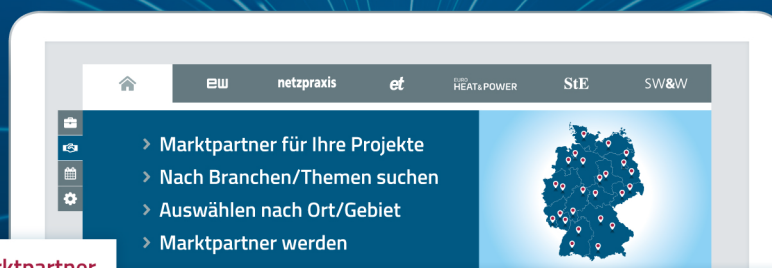 ew netzpraxis et EURO HEAT&POWER StE SW&W
> Marktpartner für Ihre Projekte
> Nach Branchen/Themen suchen
> Auswählen nach Ort/Gebiet
> Marktpartner werden